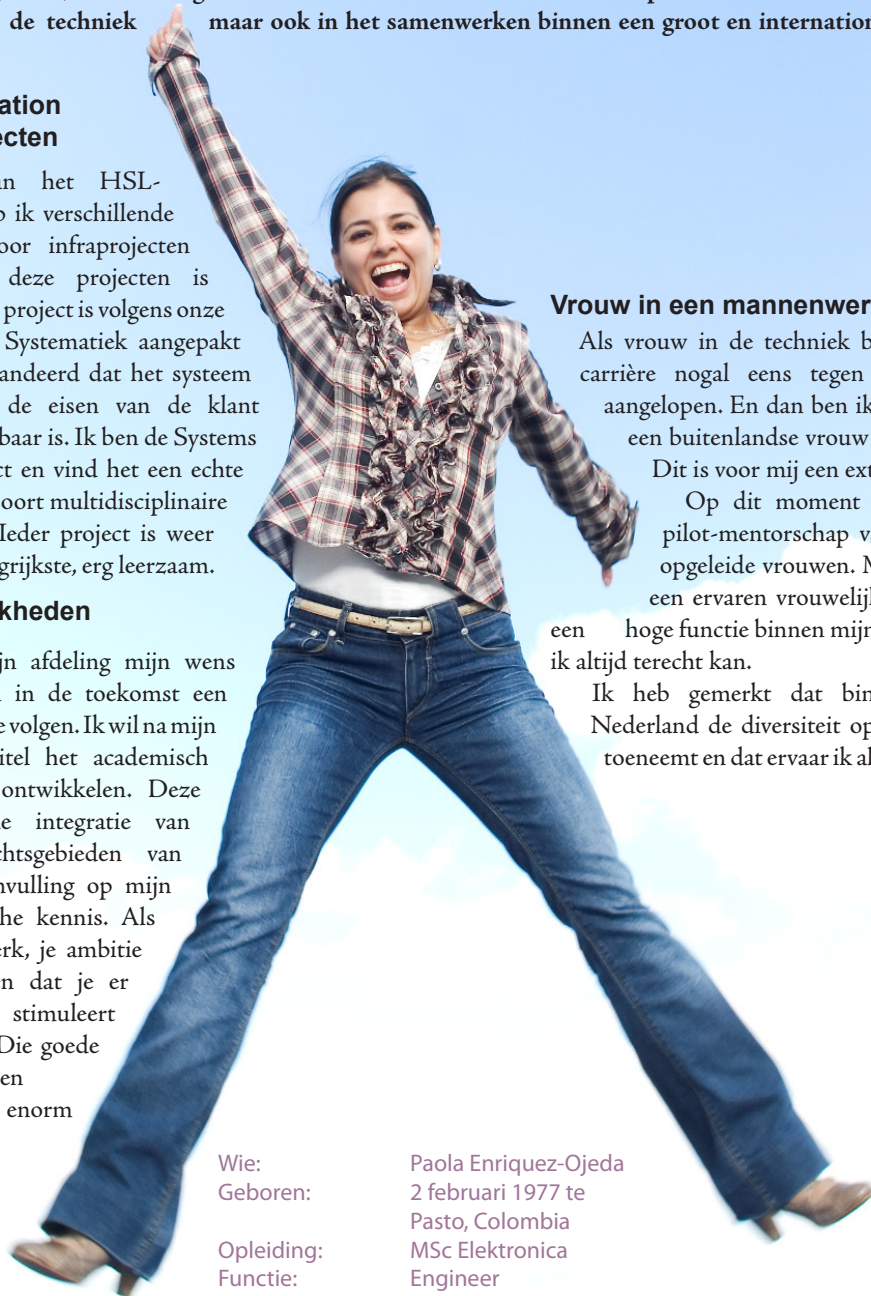 de techniek maar ook in het samenwerken binnen een groot en internation
ation
ecten
an het HSL-
ik verschillende
oor infraprojecten
deze projecten is
project is volgens onze
Systematiek aangepakt
andeerd dat het systeem
de eisen van de klant
baar is. Ik ben de Systems
ct en vind het een echte
oort multidisciplinaire
Ieder project is weer
grijkste, erg leerzaam.
kheden
jn afdeling mijn wens
in de toekomst een
e volgen. Ik wil na mijn
itel het academisch
ontwikkelen. Deze
le integratie van
chtsgebieden van
nvulling op mijn
he kennis. Als
erk, je ambitie
en dat je er
stimuleert
Die goede
en
enorm
Vrouw in een mannenwer
Als vrouw in de techniek b
carrière nogal eens tegen
aangelopen. En dan ben ik
een buitenlandse vrouw
Dit is voor mij een ext
Op dit moment
pilot-mentorschap v
opgeleide vrouwen. M
een ervaren vrouwelijk
een hoge functie binnen mijn
ik altijd terecht kan.
Ik heb gemerkt dat bin
Nederland de diversiteit op
toeneemt en dat ervaar ik al
Wie: Paola Enriquez-Ojeda
Geboren: 2 februari 1977 te
Pasto, Colombia
Opleiding: MSc Elektronica
Functie: Engineer